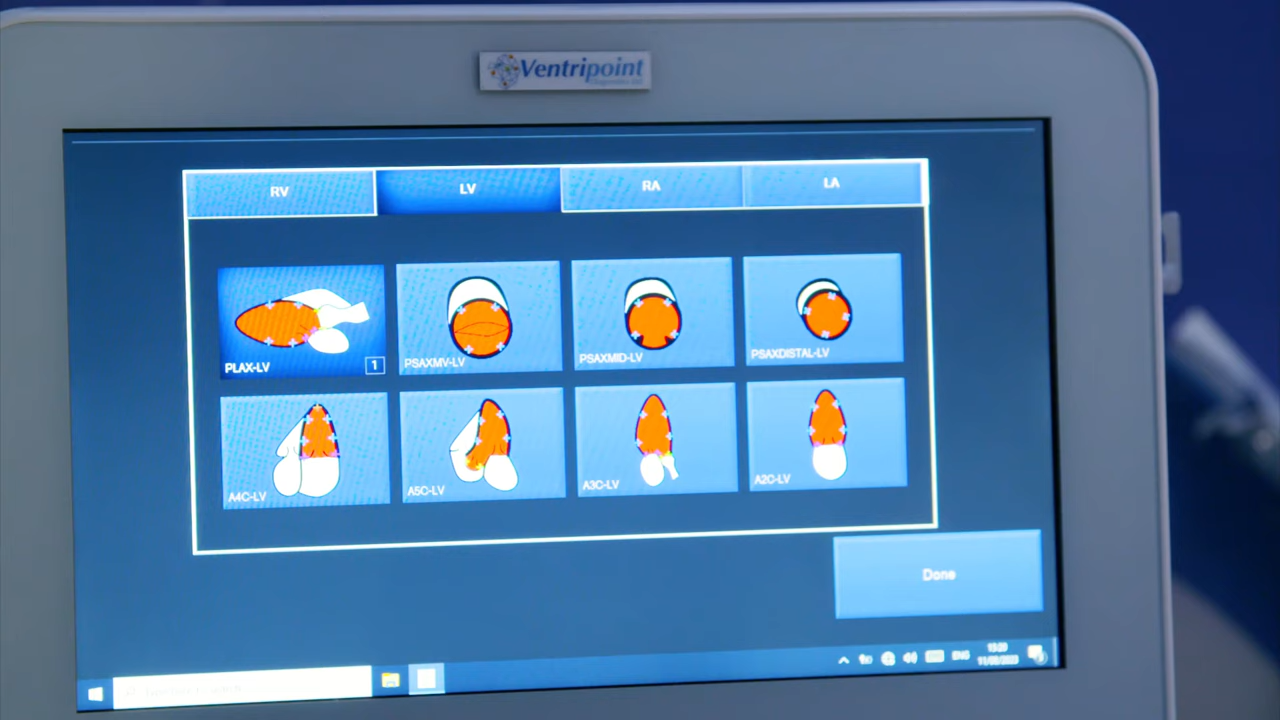 Ventripoint
RV
LV
RA
LA
PLAX-LV
1
PSAXMV-LV
PSAXMID-LV
PSAXDISTAL-LV
A4C-LV
A5C-LV
A3C-LV
A2C-LV
Done
ENG